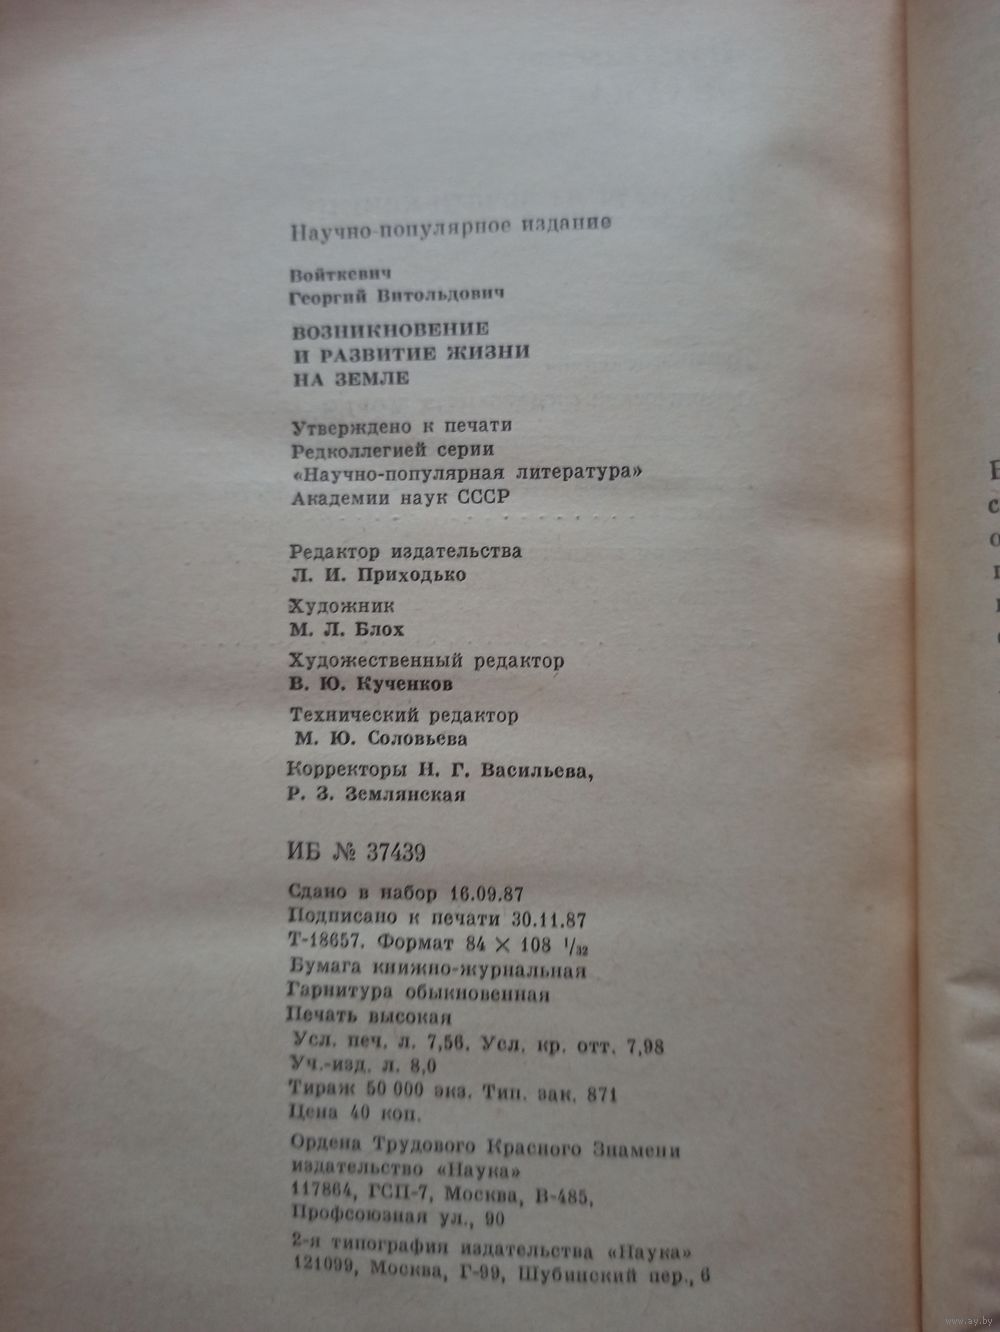 Научно-популярное издание
Войткевич
Георгий Витольдович
ВОЗНИКНОВЕНИЕ
И РАЗВИТИЕ ЖИЗНИ
НА ЗЕМЛЕ
Утверждено к печати
Редколлегией серии
«Научно-популярная литература»
Академии наук СССР
Редактор издательства
Л. И. Приходько
Художник
М. Л. Блох
Художественный редактор
В. Ю. Кученков
Технический редактор
М. Ю. Соловьева
Корректоры Н. Г. Васильева,
Р. З. Землянская
ИБ № 37439
Сдано в набор 16.09.87
Подписано к печати 30.11.87
Т-18657. Формат 84 × 108 1/32
Бумага книжно-журнальная
Гарнитура обыкновенная
Печать высокая
Усл. печ. л. 7,56. Усл. кр. отт. 7,98
Уч.-изд. л. 8,0
Тираж 50 000 экз. Тип. зак. 871
Цена 40 коп.
Ордена Трудового Красного Знамени
издательство «Наука»
117864, ГСП-7, Москва, В-485,
Профсоюзная ул., 90
2-я типография издательства «Наука»
121099, Москва, Г-99, Шубинский пер., 6
www.ay.by